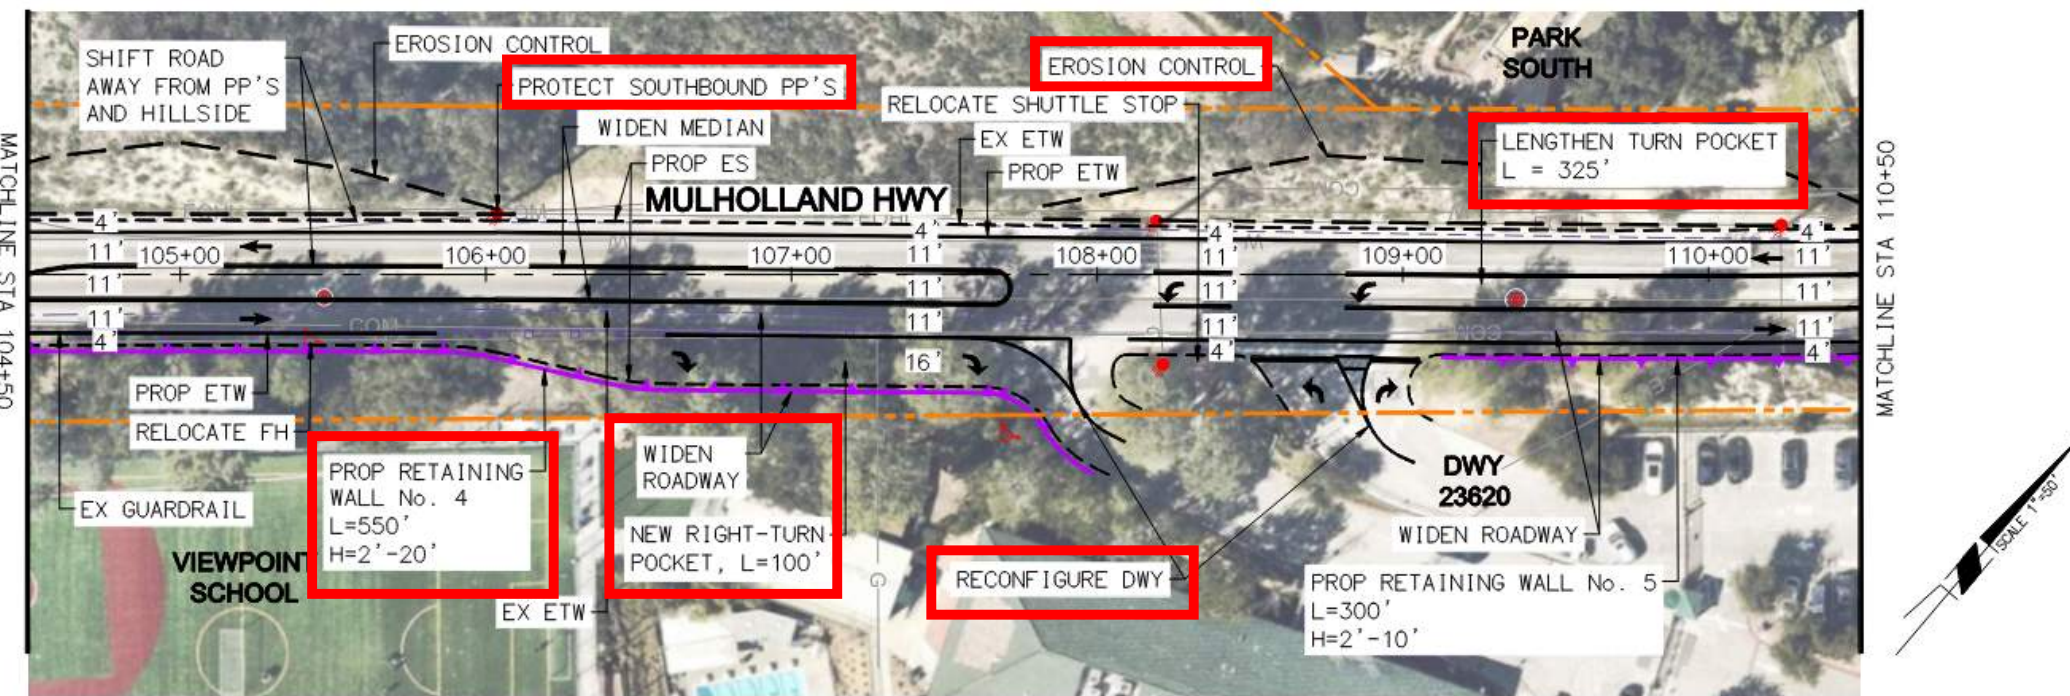 SHIFT ROAD
AWAY FROM PP'S
AND HILLSIDE
EROSION CONTROL
PROTECT SOUTHBOUND PP'S
EROSION CONTROL
PARK
SOUTH
RELOCATE SHUTTLE STOP
WIDEN MEDIAN
EX ETW
LENGTHEN TURN POCKET
L = 325'
PROP ES
PROP ETW
MULHOLLAND HWY
MATCHLINE STA 104+50
MATCHLINE STA 110+50
4' 4' 4' 4'
11' 11' 11' 11'
105+00 106+00 107+00 108+00 109+00 110+00
11' 11' 11' 11'
11' 11' 11' 11'
4' 16' 4' 4'
PROP ETW
RELOCATE FH
EX GUARDRAIL
VIEWPOINT
SCHOOL
PROP RETAINING
WALL No. 4
L=550'
H=2'-20'
EX ETW
WIDEN
ROADWAY
NEW RIGHT-TURN
POCKET, L=100'
G
RECONFIGURE DWY
DWY
23620
WIDEN ROADWAY
PROP RETAINING WALL No. 5
L=300'
H=2'-10'
SCALE 1"=50'